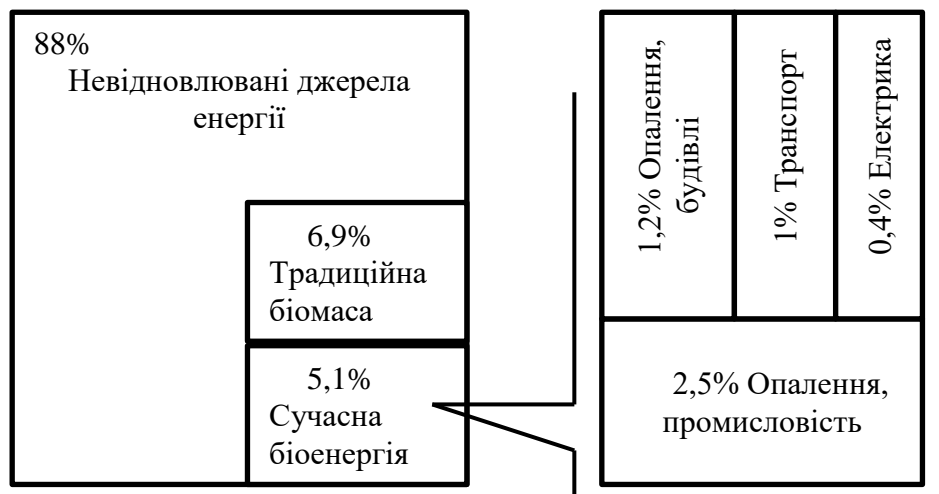 88%
Невідновлювані джерела
енергії
6,9%
Традиційна
біомаса
5,1%
Сучасна
біоенергія
1,2% Опалення,
будівлі
1% Транспорт
0,4% Електрика
2,5% Опалення,
промисловість